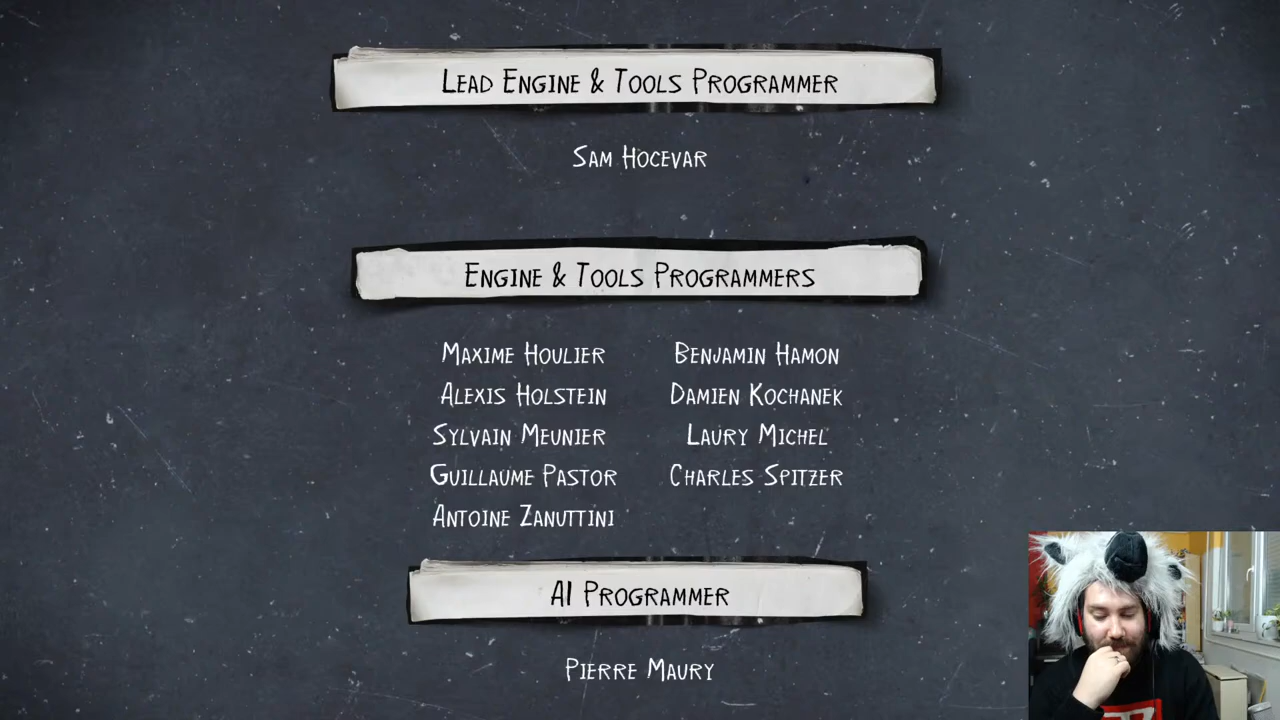 LEAD ENGINE & TOOLS PROGRAMMER
SAM HOCEVAR
ENGINE & TOOLS PROGRAMMERS
MAXIME HOULIER BENJAMIN HAMON
ALEXIS HOLSTEIN DAMIEN KOCHANEK
SYLVAIN MEUNIER LAURY MICHEL
GUILLAUME PASTOR CHARLES SPITZER
ANTOINE ZANUTTINI
AI PROGRAMMER
PIERRE MAURY